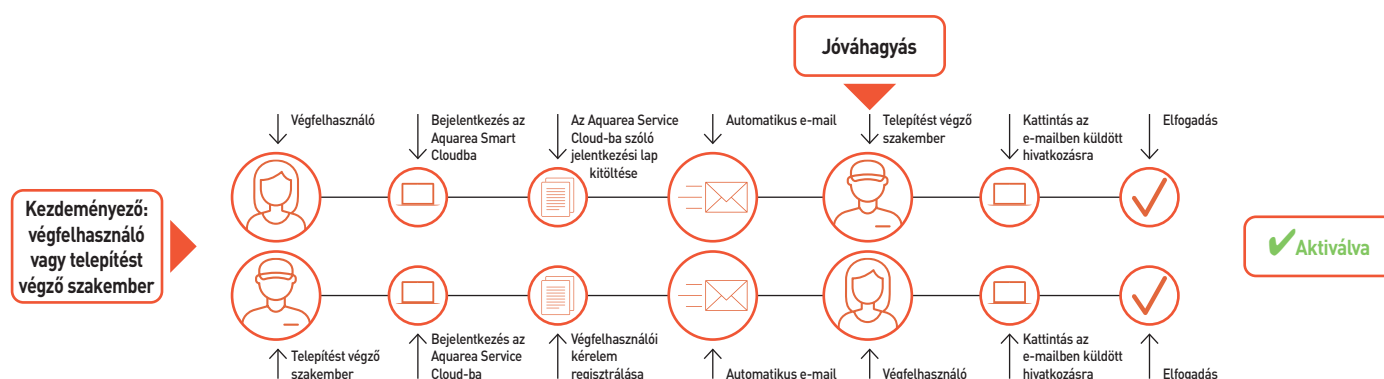 Jóváhagyás
Végfelhasználó
Bejelentkezés az
Aquarea Smart
Cloudba
Az Aquarea Service
Cloud-ba szóló
jelentkezési lap
kitöltése
Automatikus e-mail
Telepítést végző
szakember
Kattintás az
e-mailben küldött
hivatkozásra
Elfogadás
Kezdeményező:
végfelhasználó
vagy telepítést
végző szakember
Aktiválva
Telepítést végző
szakember
Bejelentkezés az
Aquarea Service
Cloud-ba
Végfelhasználói
kérelem
regisztrálása
Automatikus e-mail
Végfelhasználó
Kattintás az
e-mailben küldött
hivatkozásra
Elfogadás